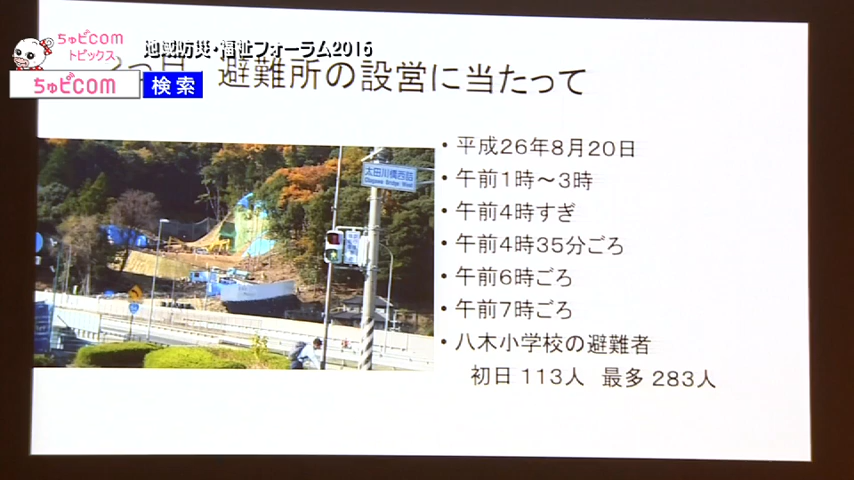 ちゅピCOM
トピックス
地域防災・福祉フォーラム2016
ちゅピCOM 検索
避難所の設営に当たって
太田川橋西詰
・平成26年8月20日
・午前1時～3時
・午前4時すぎ
・午前4時35分ごろ
・午前6時ごろ
・午前7時ごろ
・八木小学校の避難者
初日 113人 最多 283人